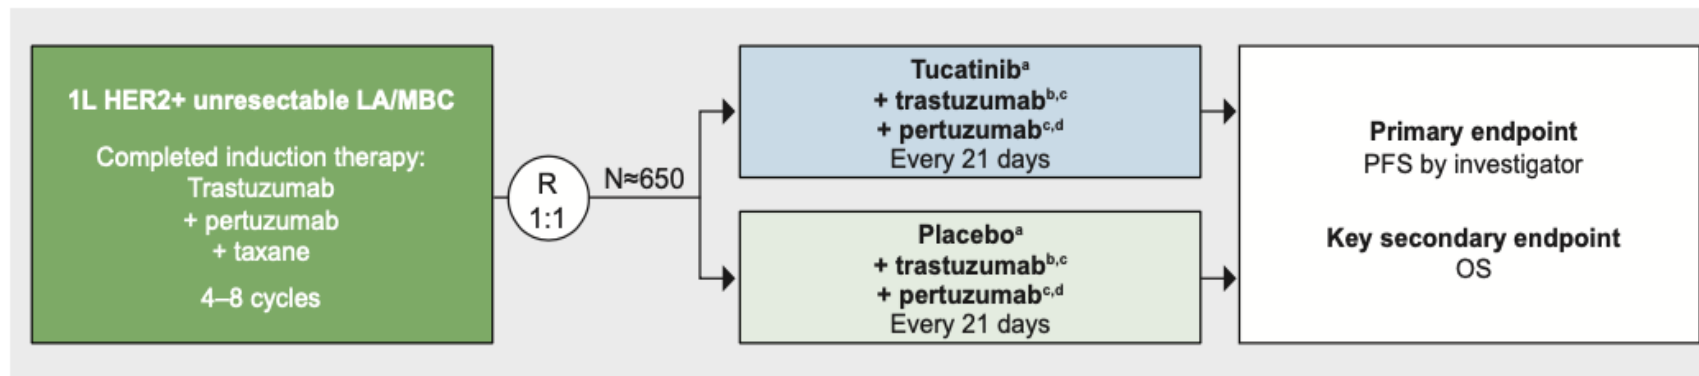 1L HER2+ unresectable LA/MBC
Completed induction therapy:
Trastuzumab
+ pertuzumab
+ taxane
4–8 cycles
R
1:1
N≈650
Tucatinibᵃ
+ trastuzumabᵇ,ᶜ
+ pertuzumabᶜ,ᵈ
Every 21 days
Placeboᵃ
+ trastuzumabᵇ,ᶜ
+ pertuzumabᶜ,ᵈ
Every 21 days
Primary endpoint
PFS by investigator
Key secondary endpoint
OS